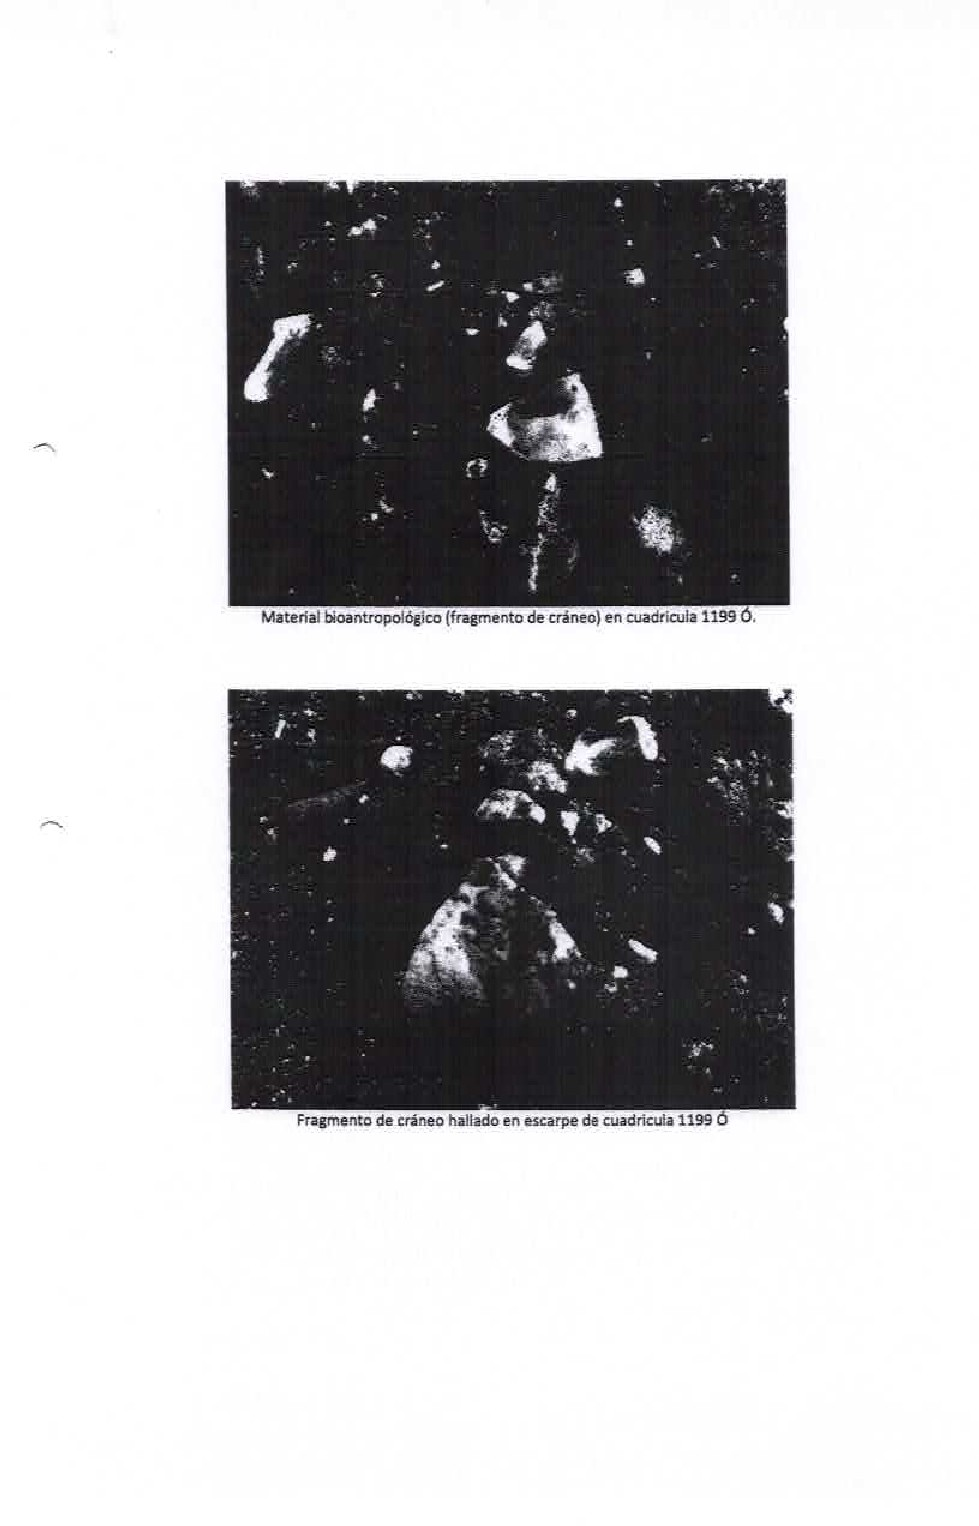 Material bioantropológico (fragmento de cráneo) en cuadricula 1199 Ó.
Fragmento de cráneo hallado en escarpe de cuadricula 1199 Ó